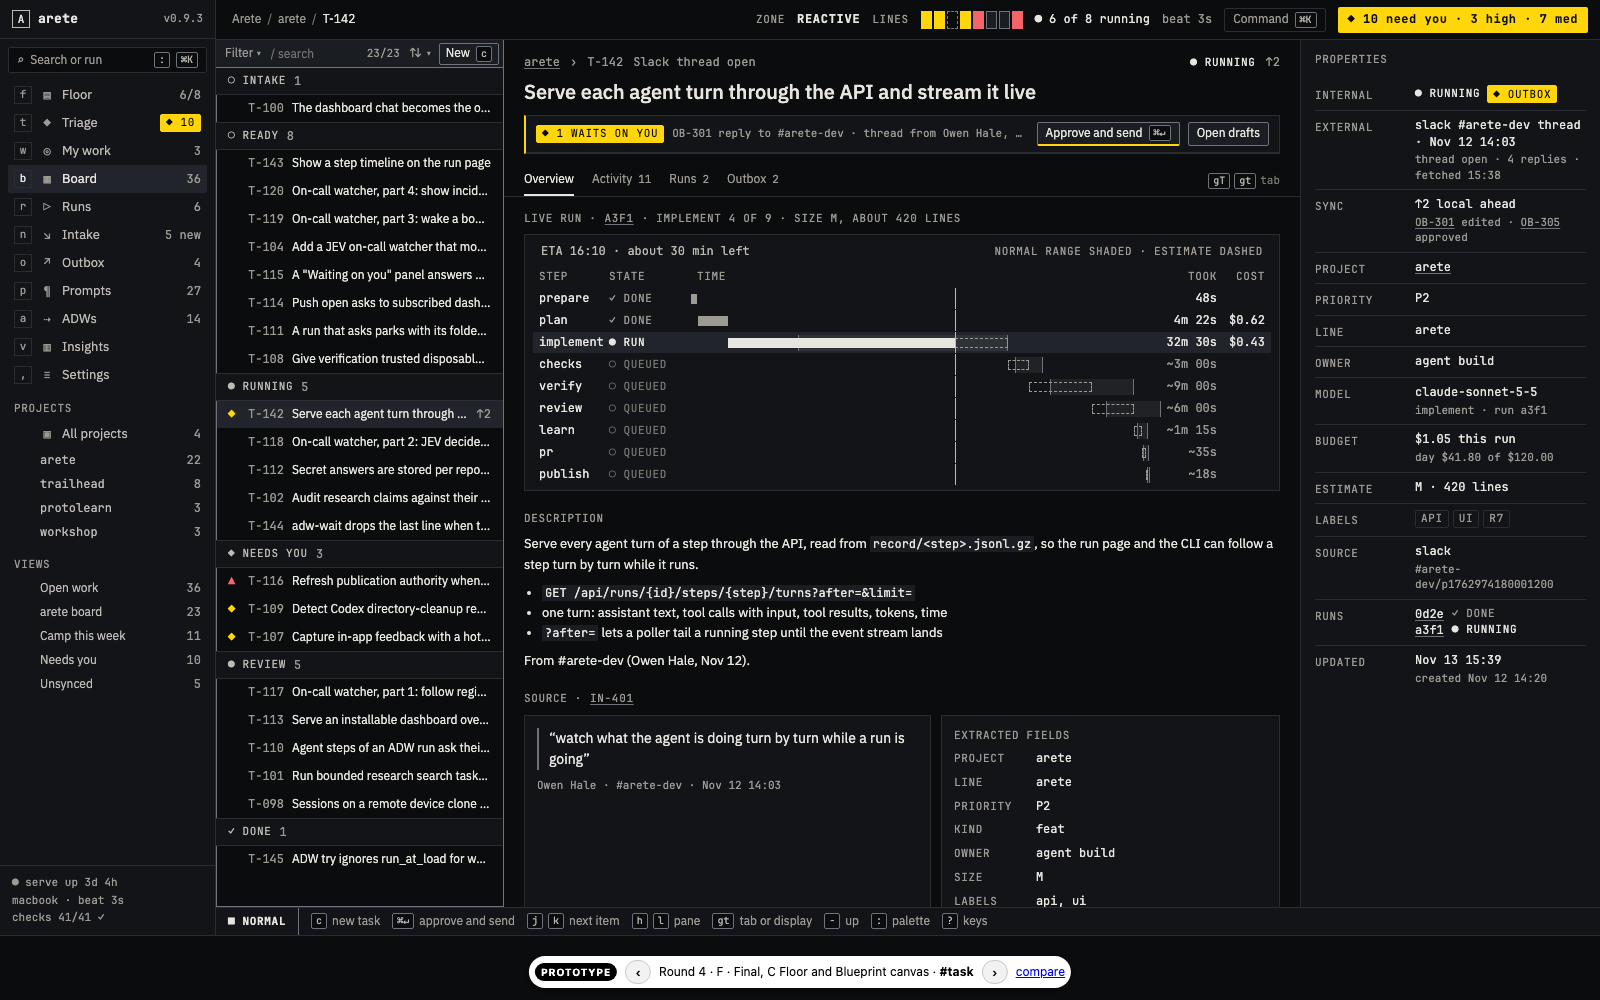 A arete v0.9.3
Search or run : ⌘K
f Floor 6/8
t Triage ◆ 10
w My work 3
b Board 36
r Runs 6
n Intake 5 new
o Outbox 4
p Prompts 27
a ADWs 14
v Insights
, Settings
PROJECTS
All projects 4
arete 22
trailhead 8
protolearn 3
workshop 3
VIEWS
Open work 36
arete board 23
Camp this week 11
Needs you 10
Unsynced 5
● serve up 3d 4h
macbook · beat 3s
checks 41/41 ✓
Arete / arete / T-142
ZONE REACTIVE LINES ● 6 of 8 running beat 3s Command ⌘K ◆ 10 need you · 3 high · 7 med
Filter ▾ / search 23/23 ↑↓ ▾ New c
○ INTAKE 1
T-100 The dashboard chat becomes the o…
○ READY 8
T-143 Show a step timeline on the run page
T-120 On-call watcher, part 4: show incid…
T-119 On-call watcher, part 3: wake a bo…
T-104 Add a JEV on-call watcher that mo…
T-115 A "Waiting on you" panel answers …
T-114 Push open asks to subscribed dash…
T-111 A run that asks parks with its folde…
T-108 Give verification trusted disposabl…
● RUNNING 5
◆ T-142 Serve each agent turn through … ↑2
T-118 On-call watcher, part 2: JEV decide…
T-112 Secret answers are stored per repo…
T-102 Audit research claims against their …
T-144 adw-wait drops the last line when t…
◆ NEEDS YOU 3
▲ T-116 Refresh publication authority when…
◆ T-109 Detect Codex directory-cleanup re…
◆ T-107 Capture in-app feedback with a hot…
● REVIEW 5
T-117 On-call watcher, part 1: follow regi…
T-113 Serve an installable dashboard ove…
T-110 Agent steps of an ADW run ask thei…
T-101 Run bounded research search task…
T-098 Sessions on a remote device clone …
✓ DONE 1
T-145 ADW try ignores run_at_load for w…
arete › T-142 Slack thread open ● RUNNING ↑2
Serve each agent turn through the API and stream it live
◆ 1 WAITS ON YOU OB-301 reply to #arete-dev · thread from Owen Hale, … Approve and send ⌘↵ Open drafts
Overview Activity 11 Runs 2 Outbox 2 gT gt tab
LIVE RUN · A3F1 · IMPLEMENT 4 OF 9 · SIZE M, ABOUT 420 LINES
ETA 16:10 · about 30 min left NORMAL RANGE SHADED · ESTIMATE DASHED
STEP STATE TIME TOOK COST
prepare ✓ DONE 48s
plan ✓ DONE 4m 22s $0.62
implement ● RUN 32m 30s $0.43
checks ○ QUEUED ~3m 00s
verify ○ QUEUED ~9m 00s
review ○ QUEUED ~6m 00s
learn ○ QUEUED ~1m 15s
pr ○ QUEUED ~35s
publish ○ QUEUED ~18s
DESCRIPTION
Serve every agent turn of a step through the API, read from record/<step>.jsonl.gz, so the run page and the CLI can follow a
step turn by turn while it runs.
• GET /api/runs/{id}/steps/{step}/turns?after=&limit=
• one turn: assistant text, tool calls with input, tool results, tokens, time
• ?after= lets a poller tail a running step until the event stream lands
From #arete-dev (Owen Hale, Nov 12).
SOURCE · IN-401
“watch what the agent is doing turn by turn while a run is
going”
Owen Hale · #arete-dev · Nov 12 14:03
EXTRACTED FIELDS
PROJECT arete
LINE arete
PRIORITY P2
KIND feat
OWNER agent build
SIZE M
LABELS api, ui
PROPERTIES
INTERNAL ● RUNNING ◆ OUTBOX
EXTERNAL slack #arete-dev thread
· Nov 12 14:03
thread open · 4 replies ·
fetched 15:38
SYNC ↑2 local ahead
OB-301 edited · OB-305
approved
PROJECT arete
PRIORITY P2
LINE arete
OWNER agent build
MODEL claude-sonnet-5-5
implement · run a3f1
BUDGET $1.05 this run
day $41.80 of $120.00
ESTIMATE M · 420 lines
LABELS API UI R7
SOURCE slack
#arete-
dev/p1762974180001200
RUNS 0d2e ✓ DONE
a3f1 ● RUNNING
UPDATED Nov 13 15:39
created Nov 12 14:20
■ NORMAL c new task ⌘↵ approve and send j k next item h l pane gt tab or display - up : palette ? keys
PROTOTYPE ‹ Round 4 · F · Final, C Floor and Blueprint canvas · #task › compare